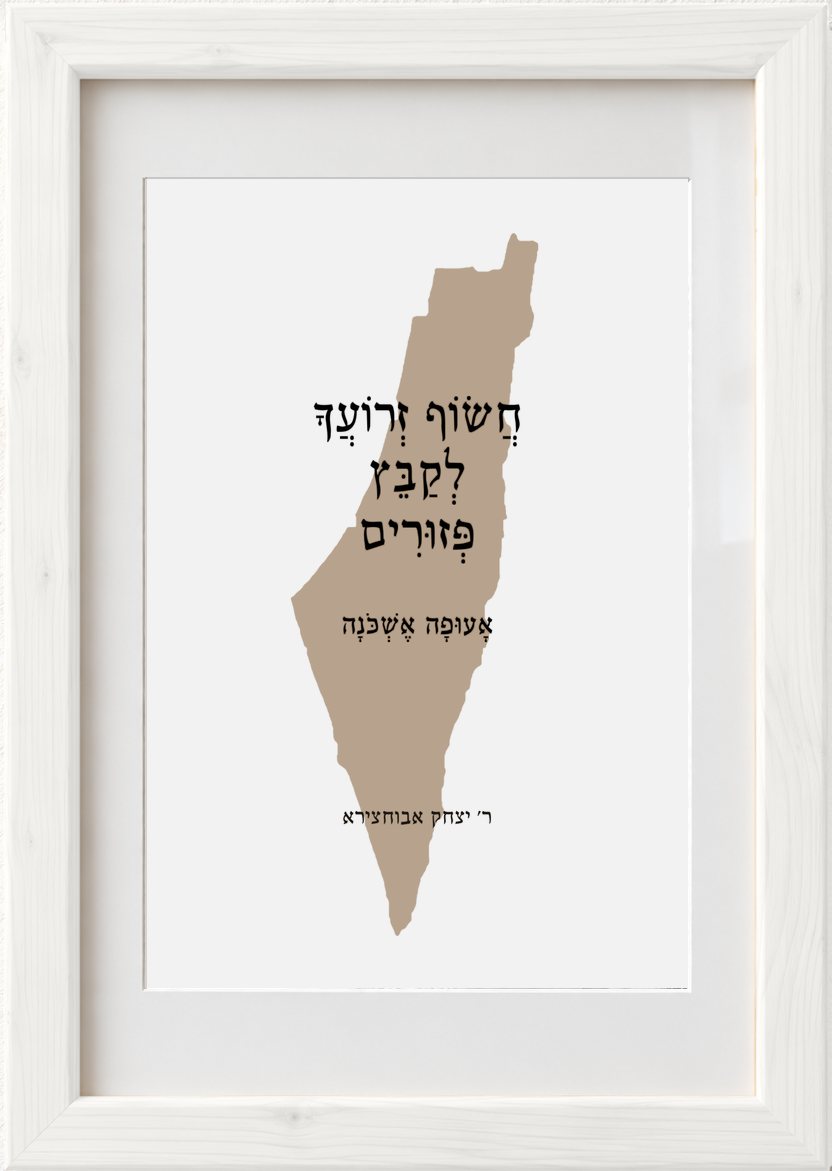 חֲשׂוֹף זְרוֹעֲךָ
לְקַבֵּץ
פְּזוּרִים
אָעוּפָה אֶשְׁכֹּנָה
ר׳ יצחק אבוחצירא